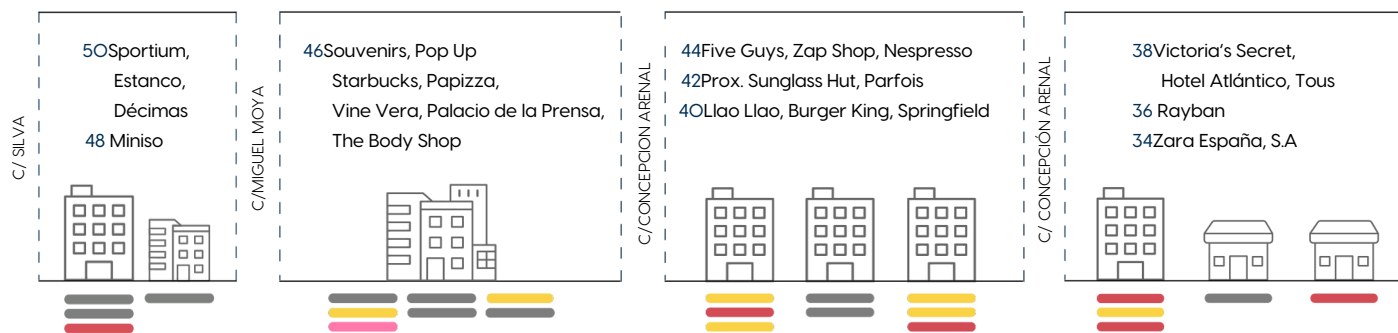 C/ SILVA
50Sportium,
Estanco,
Décimas
48 Miniso
C/MIGUEL MOYA
46Souvenirs, Pop Up
Starbucks, Papizza,
Vine Vera, Palacio de la Prensa,
The Body Shop
C/CONCEPCION ARENAL
44Five Guys, Zap Shop, Nespresso
42Prox. Sunglass Hut, Parfois
40Llao Llao, Burger King, Springfield
C/ CONCEPCIÓN ARENAL
38Victoria's Secret,
Hotel Atlántico, Tous
36 Rayban
34Zara España, S.A